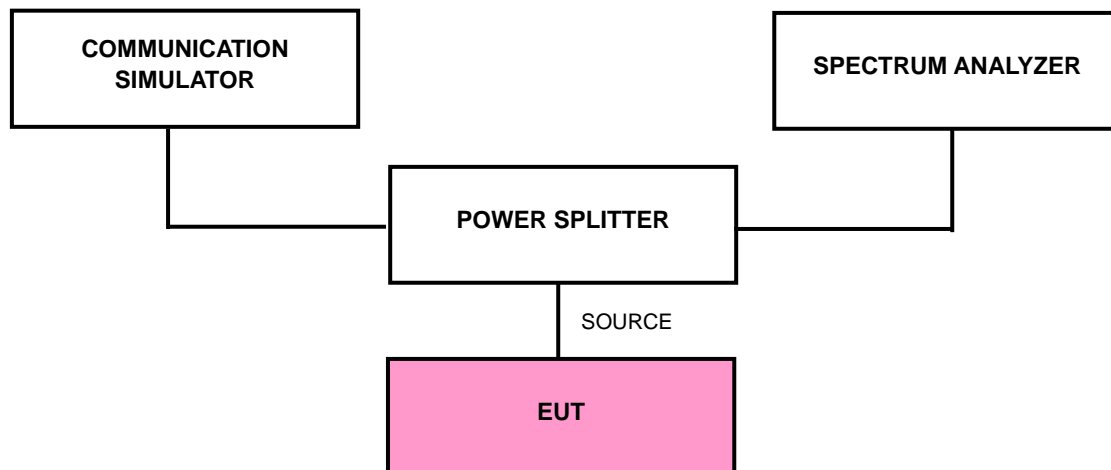 COMMUNICATION
SIMULATOR
SPECTRUM ANALYZER
POWER SPLITTER
SOURCE
EUT